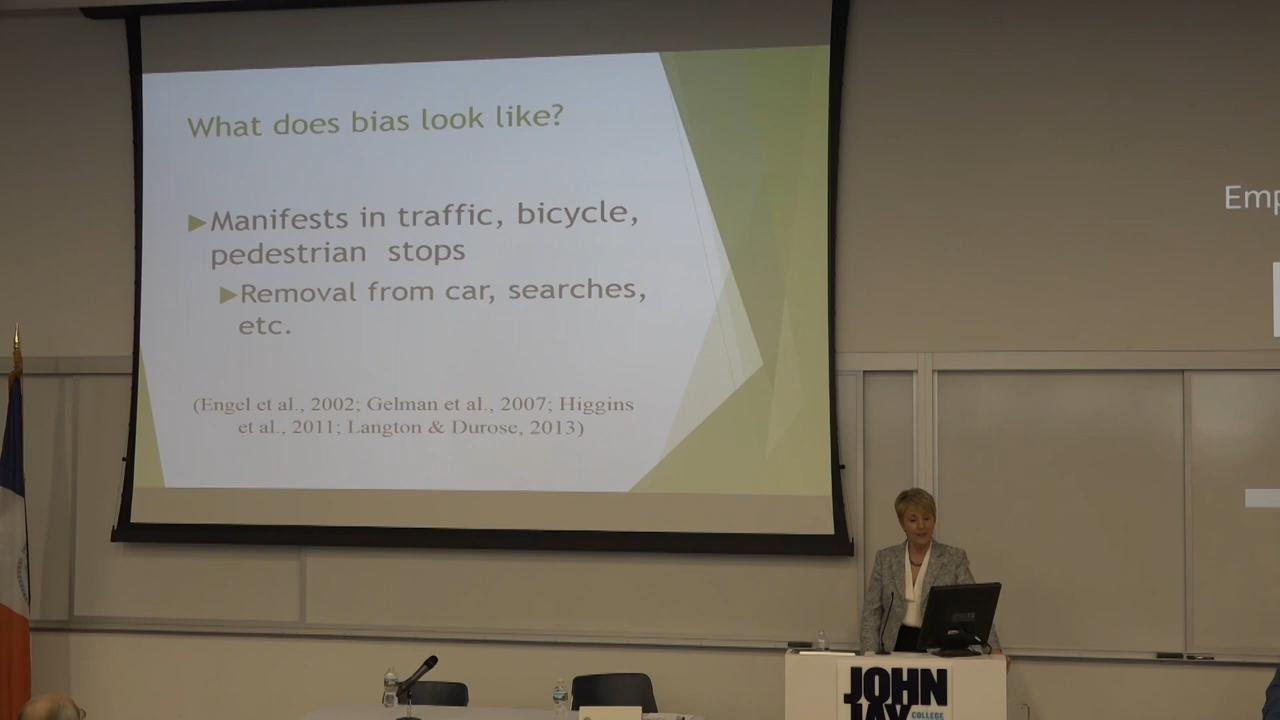 What does bias look like?
►Manifests in traffic, bicycle,
pedestrian stops
►Removal from car, searches,
etc.
(Engel et al., 2002; Gelman et al., 2007; Higgins
et al., 2011; Langton & Durose, 2013)
Emp
JOHN
JAY
COLLEGE